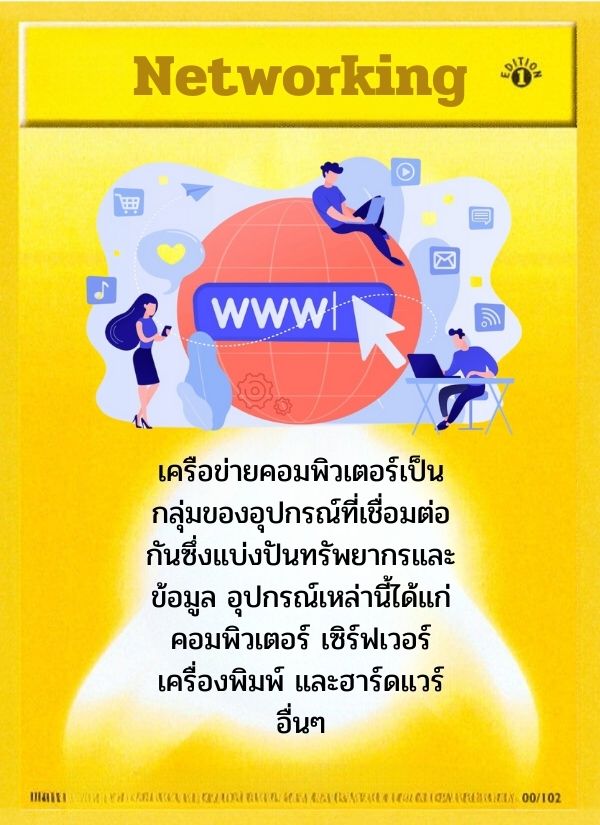 Networking
EDITION
1
www
เครือข่ายคอมพิวเตอร์เป็น
กลุ่มของอุปกรณ์ที่เชื่อมต่อ
กันซึ่งแบ่งปันทรัพยากรและ
ข้อมูล อุปกรณ์เหล่านี้ได้แก่
คอมพิวเตอร์ เซิร์ฟเวอร์
เครื่องพิมพ์ และฮาร์ดแวร์
อื่นๆ
00/102